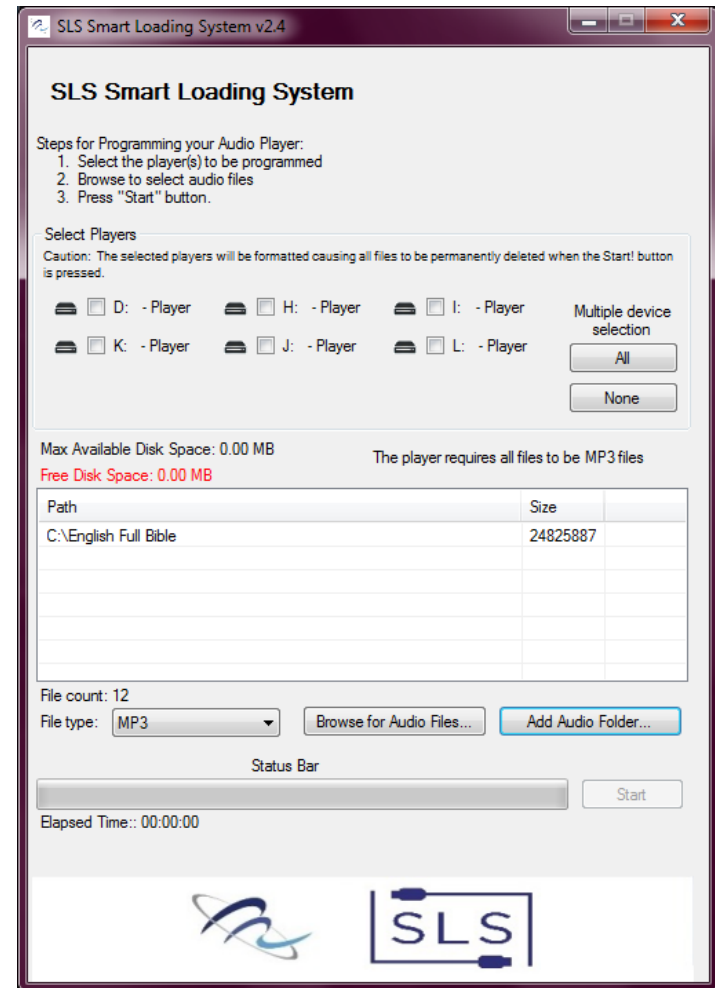 SLS Smart Loading System v2.4
SLS Smart Loading System
Steps for Programming your Audio Player:
1. Select the player(s) to be programmed
2. Browse to select audio files
3. Press "Start" button.
Select Players
Caution: The selected players will be formatted causing all files to be permanently deleted when the Start! button
is pressed.
D: - Player H: - Player I: - Player
Multiple device
selection
K: - Player J: - Player L: - Player
All
None
Max Available Disk Space: 0.00 MB
The player requires all files to be MP3 files
Free Disk Space: 0.00 MB
Path Size
C:\English Full Bible 24825887
File count: 12
File type: MP3 Browse for Audio Files... Add Audio Folder...
Status Bar
Start
Elapsed Time:: 00:00:00
SLS